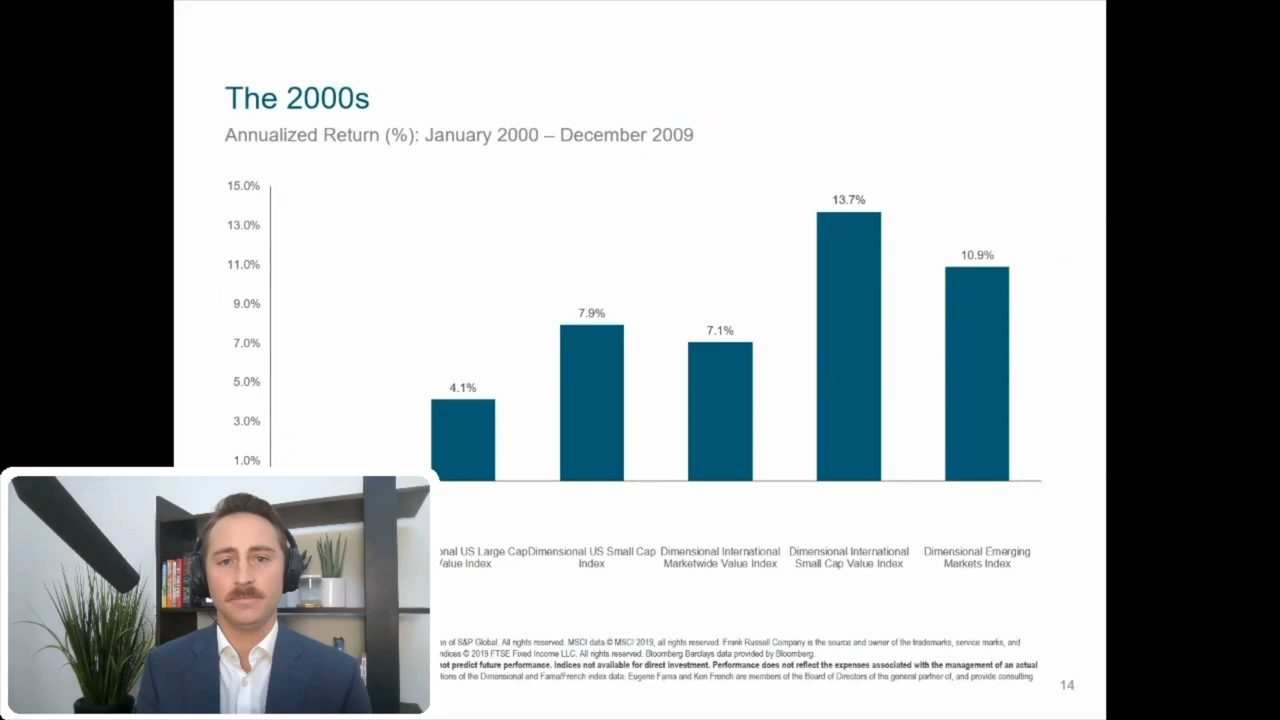 The 2000s
Annualized Return (%): January 2000 – December 2009
15.0%
13.0%
11.0%
9.0%
7.0%
5.0%
3.0%
1.0%
4.1%
7.9%
7.1%
13.7%
10.9%
onal US Large Cap
Value Index
Dimensional US Small Cap
Index
Dimensional International
Marketwide Value Index
Dimensional International
Small Cap Value Index
Dimensional Emerging
Markets Index
n of S&P Global. All rights reserved. MSCI data © MSCI 2019, all rights reserved. Frank Russell Company is the source and owner of the trademarks, service marks, and
ndices © 2019 FTSE Fixed Income LLC. All rights reserved. Bloomberg Barclays data provided by Bloomberg.
not predict future performance. Indices not available for direct investment. Performance does not reflect the expenses associated with the management of an actual
tions of the Dimensional and Fama/French index data. Eugene Fama and Ken French are members of the Board of Directors of the general partner of, and provide consulting
14